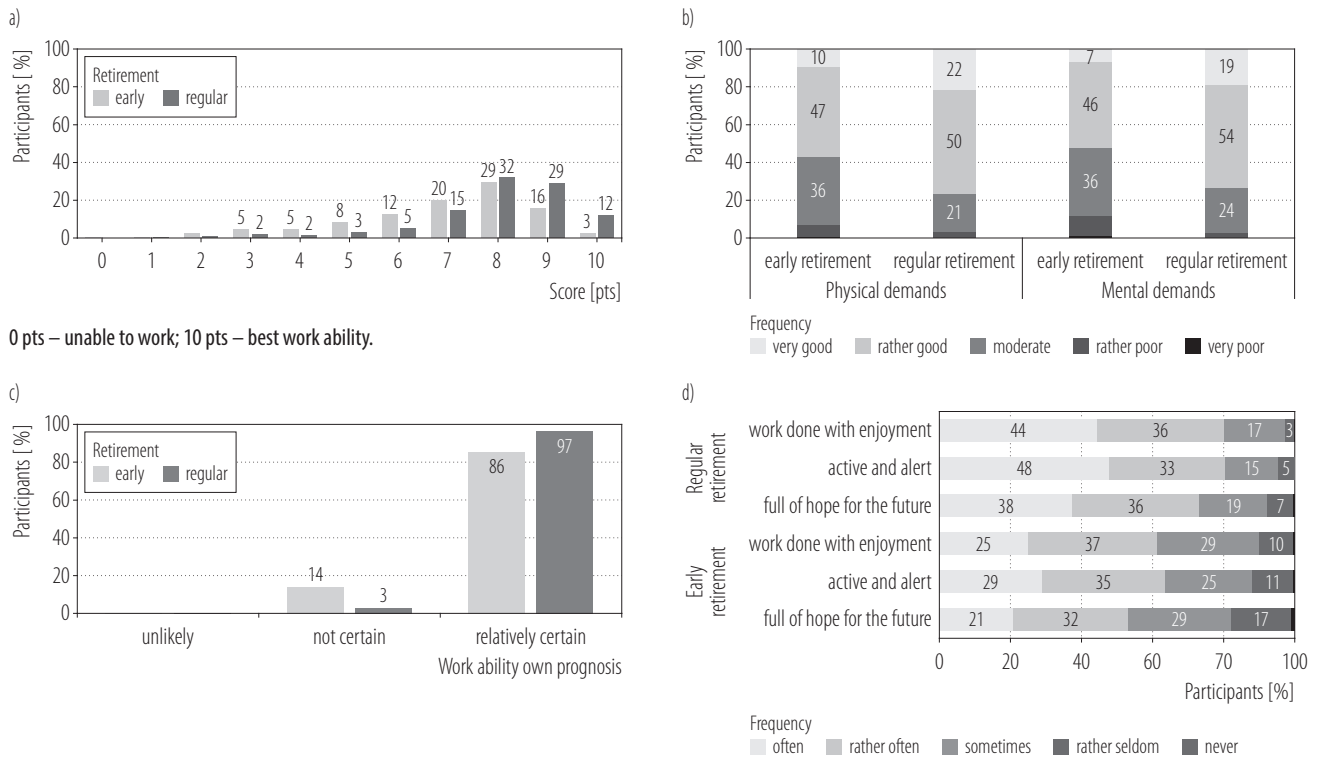 a)
Participants [ %]
100
80
60
40
20
0
Retirement
early regular
5 2 5 2 8 3 12 5 20 15 29 32 16 29 3 12
0 1 2 3 4 5 6 7 8 9 10
Score [pts]
0 pts – unable to work; 10 pts – best work ability.
b)
Participants [ %]
100
80
60
40
20
0
10 22 7 19
47 50 46 54
36 21 36 24
early retirement regular retirement early retirement regular retirement
Physical demands Mental demands
Frequency
very good rather good moderate rather poor very poor
c)
Participants [ %]
100
80
60
40
20
0
Retirement
early regular
14 3 86 97
unlikely not certain relatively certain
Work ability own prognosis
d)
Regular
retirement
work done with enjoyment 44 36 17 3
active and alert 48 33 15 5
full of hope for the future 38 36 19 7
Early
retirement
work done with enjoyment 25 37 29 10
active and alert 29 35 25 11
full of hope for the future 21 32 29 17
0 20 40 60 70 100
Participants [%]
Frequency
often rather often sometimes rather seldom never